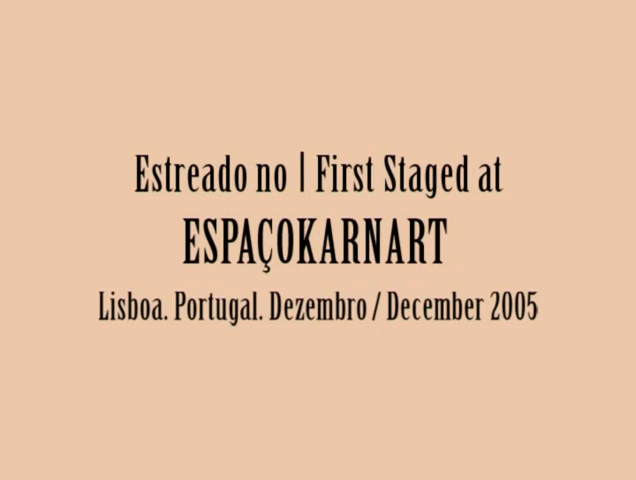 Estreado no | First Staged at
ESPAÇOKARNART
Lisboa. Portugal. Dezembro / December 2005